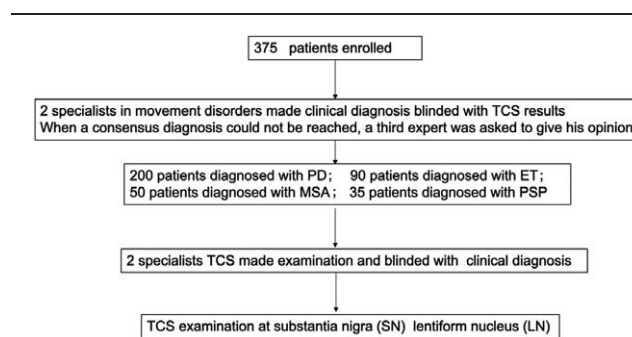 375 patients enrolled
2 specialists in movement disorders made clinical diagnosis blinded with TCS results
When a consensus diagnosis could not be reached, a third expert was asked to give his opinion
200 patients diagnosed with PD; 90 patients diagnosed with ET;
50 patients diagnosed with MSA; 35 patients diagnosed with PSP
2 specialists TCS made examination and blinded with clinical diagnosis
TCS examination at substantia nigra (SN) lentiform nucleus (LN)